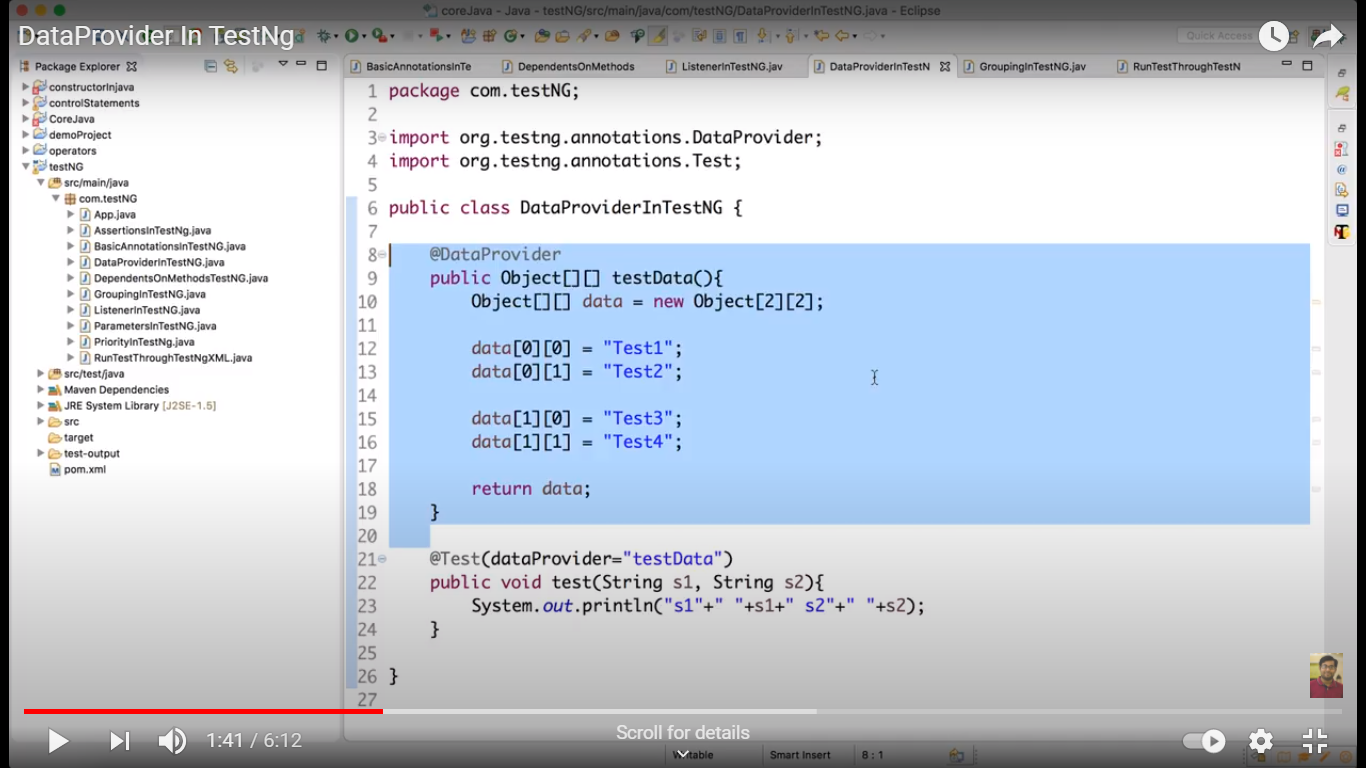 coreJava - Java - testNG/src/main/java/com/testNG/DataProviderInTestNG.java - Eclipse
DataProvider In TestNg
Quick Access
Package Explorer
BasicAnnotationsInTe
DependentsOnMethods
ListenerInTestNG.jav
DataProviderInTestN
GroupingInTestNG.jav
RunTestThroughTestN
constructorInjava
controlStatements
CoreJava
demoProject
operators
testNG
src/main/java
com.testNG
App.java
AssertionsInTestNg.java
BasicAnnotationsInTestNG.java
DataProviderInTestNG.java
DependentsOnMethodsTestNG.java
GroupingInTestNG.java
ListenerInTestNG.java
ParametersInTestNG.java
PriorityInTestNg.java
RunTestThroughTestNgXML.java
src/test/java
Maven Dependencies
JRE System Library [J2SE-1.5]
src
target
test-output
pom.xml
1 package com.testNG;
2
3 import org.testng.annotations.DataProvider;
4 import org.testng.annotations.Test;
5
6 public class DataProviderInTestNG {
7
8 @DataProvider
9 public Object[][] testData(){
10 Object[][] data = new Object[2][2];
11
12 data[0][0] = "Test1";
13 data[0][1] = "Test2";
14
15 data[1][0] = "Test3";
16 data[1][1] = "Test4";
17
18 return data;
19 }
20
21 @Test(dataProvider="testData")
22 public void test(String s1, String s2){
23 System.out.println("s1"+" "+s1+" s2"+" "+s2);
24 }
25
26 }
27
1:41 / 6:12
Scroll for details
Smart Insert
8 : 1